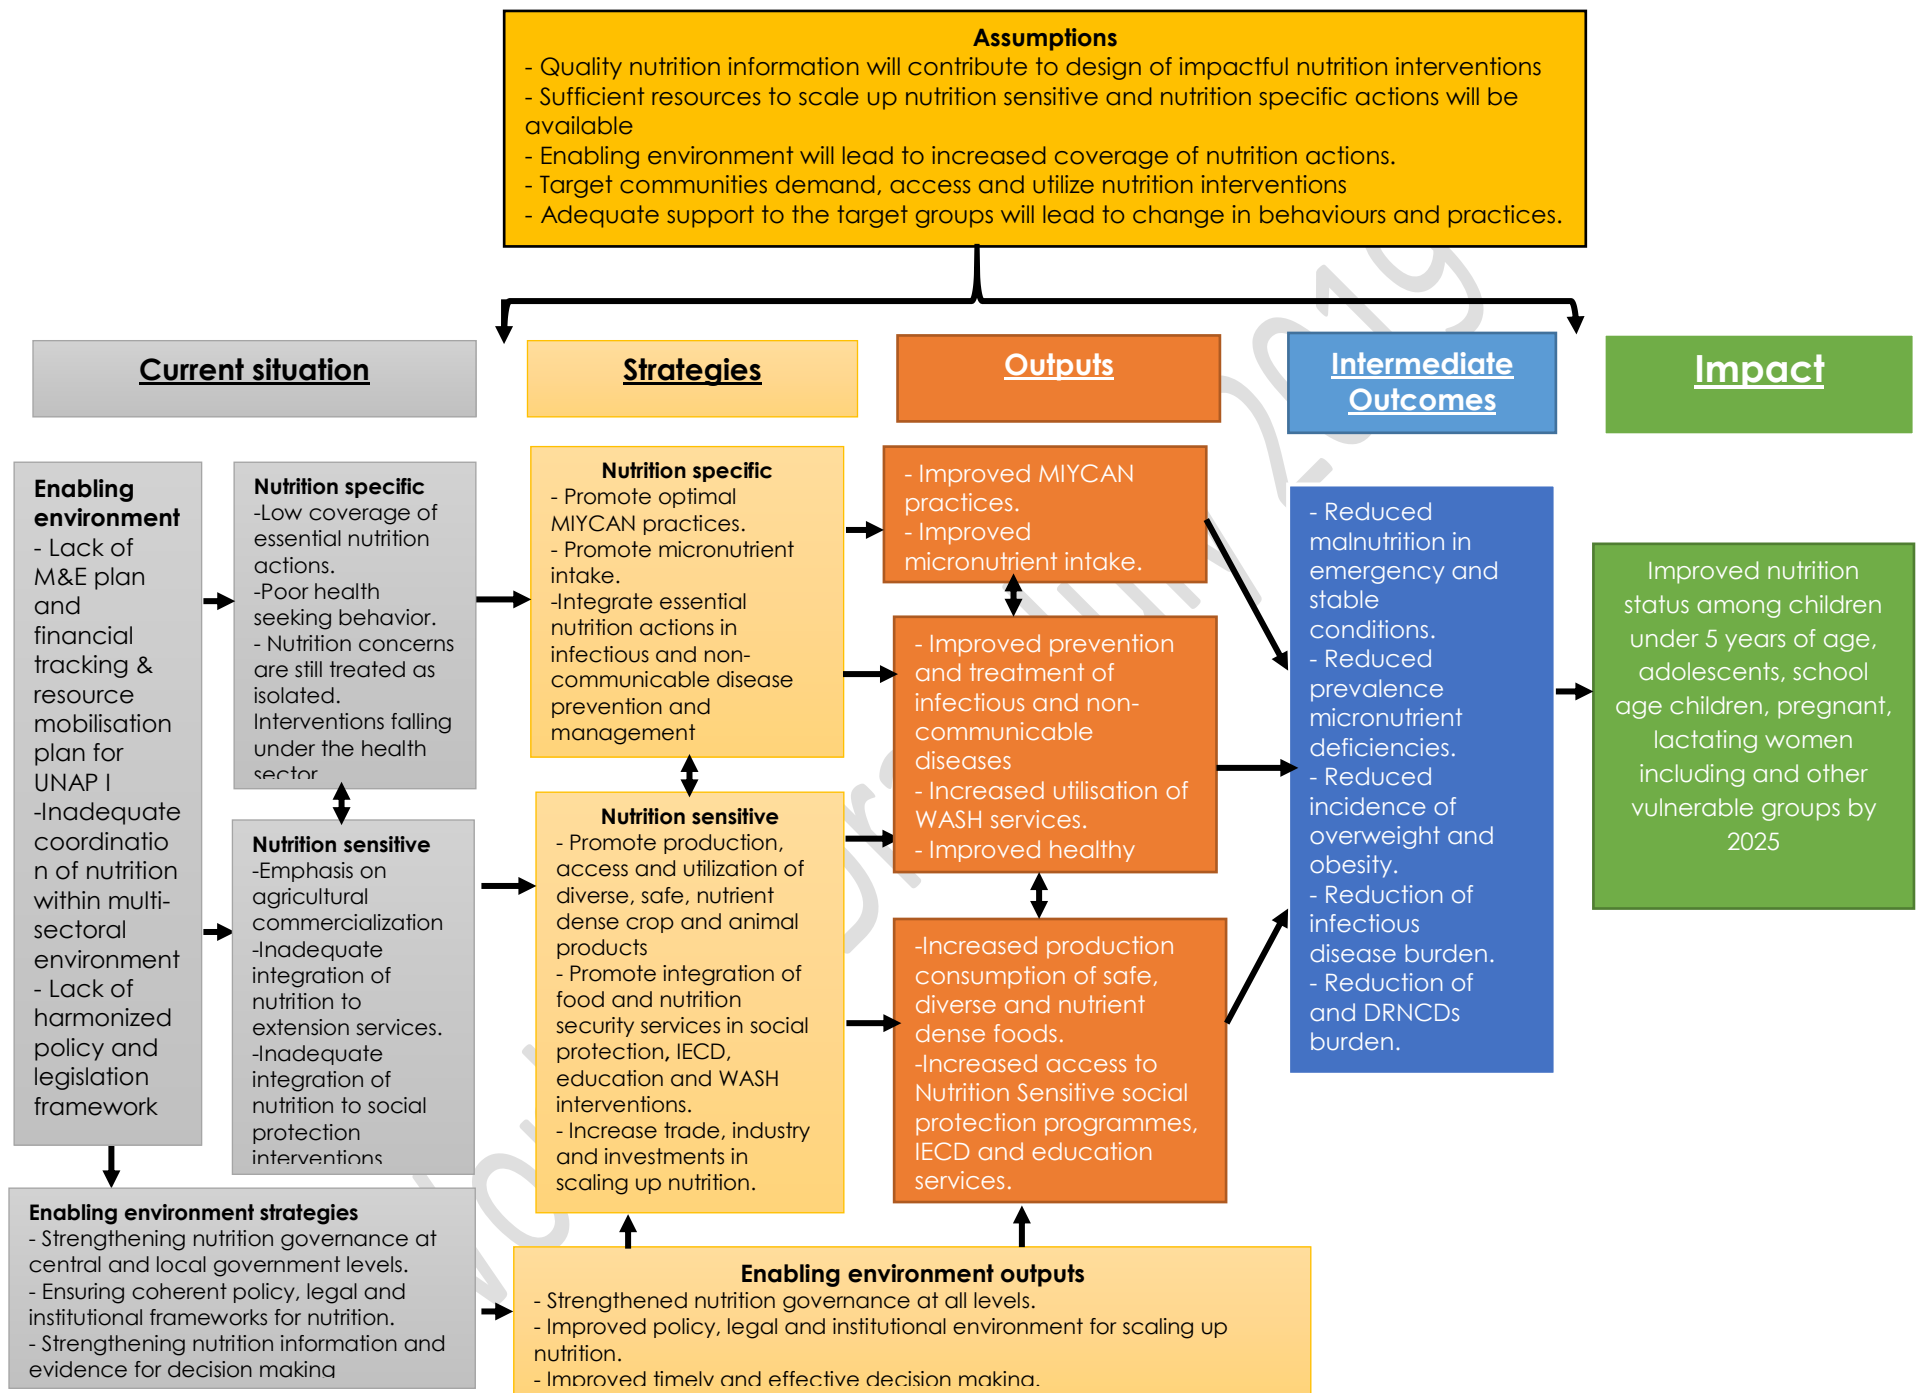 Assumptions
- Quality nutrition information will contribute to design of impactful nutrition interventions
- Sufficient resources to scale up nutrition sensitive and nutrition specific actions will be
available
- Enabling environment will lead to increased coverage of nutrition actions.
- Target communities demand, access and utilize nutrition interventions
- Adequate support to the target groups will lead to change in behaviours and practices.
Current situation
Strategies
Outputs
Intermediate
Outcomes
Impact
Enabling
environment
- Lack of
M&E plan
and
financial
tracking &
resource
mobilisation
plan for
UNAP I
-Inadequate
coordinatio
n of nutrition
within multi-
sectoral
environment
- Lack of
harmonized
policy and
legislation
framework
Nutrition specific
-Low coverage of
essential nutrition
actions.
-Poor health
seeking behavior.
- Nutrition concerns
are still treated as
isolated.
Interventions falling
under the health
sector
Nutrition sensitive
-Emphasis on
agricultural
commercialization
-Inadequate
integration of
nutrition to
extension services.
-Inadequate
integration of
nutrition to social
protection
interventions
Enabling environment strategies
- Strengthening nutrition governance at
central and local government levels.
- Ensuring coherent policy, legal and
institutional frameworks for nutrition.
- Strengthening nutrition information and
evidence for decision making
Nutrition specific
- Promote optimal
MIYCAN practices.
- Promote micronutrient
intake.
-Integrate essential
nutrition actions in
infectious and non-
communicable disease
prevention and
management
Nutrition sensitive
- Promote production,
access and utilization of
diverse, safe, nutrient
dense crop and animal
products
- Promote integration of
food and nutrition
security services in social
protection, IECD,
education and WASH
interventions.
- Increase trade, industry
and investments in
scaling up nutrition.
Enabling environment outputs
- Strengthened nutrition governance at all levels.
- Improved policy, legal and institutional environment for scaling up
nutrition.
- Improved timely and effective decision making.
- Improved MIYCAN
practices.
- Improved
micronutrient intake.
- Improved prevention
and treatment of
infectious and non-
communicable
diseases
- Increased utilisation of
WASH services.
- Improved healthy
-Increased production
consumption of safe,
diverse and nutrient
dense foods.
-Increased access to
Nutrition Sensitive social
protection programmes,
IECD and education
services.
- Reduced
malnutrition in
emergency and
stable
conditions.
- Reduced
prevalence
micronutrient
deficiencies.
- Reduced
incidence of
overweight and
obesity.
- Reduction of
infectious
disease burden.
- Reduction of
and DRNCDs
burden.
Improved nutrition
status among children
under 5 years of age,
adolescents, school
age children, pregnant,
lactating women
including and other
vulnerable groups by
2025
2019